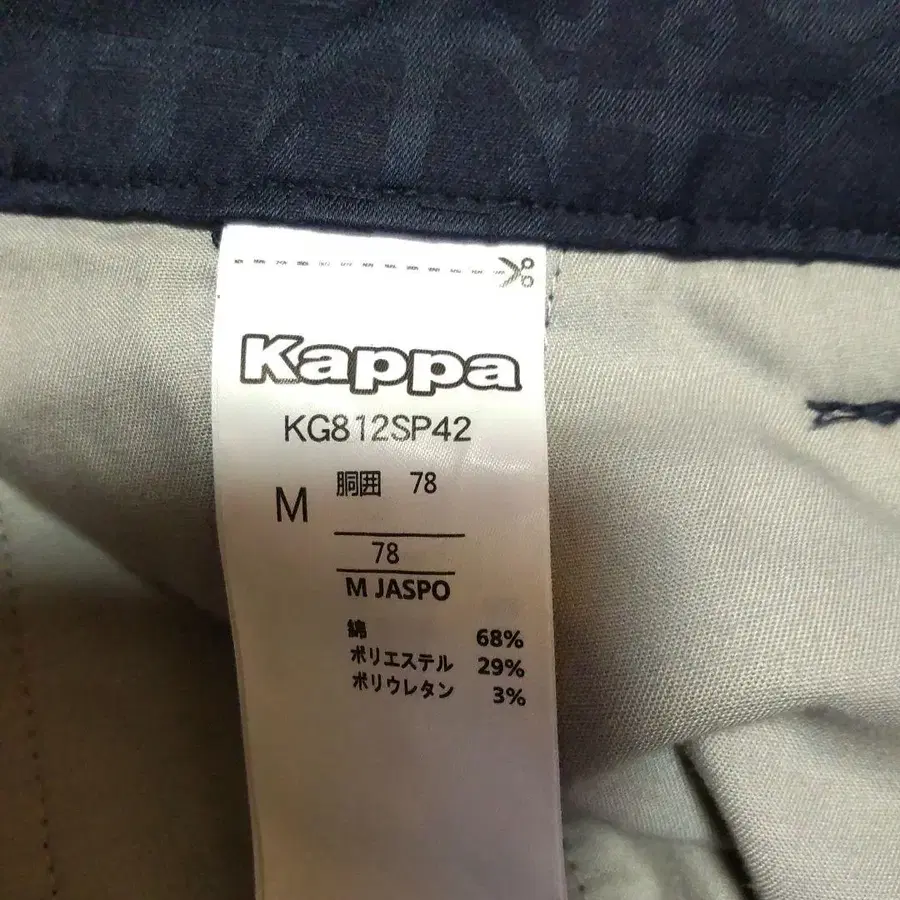 Kappa
KG812SP42
M 胴囲 78
78
M JASPO
綿 68%
ポリエステル 29%
ポリウレタン 3%